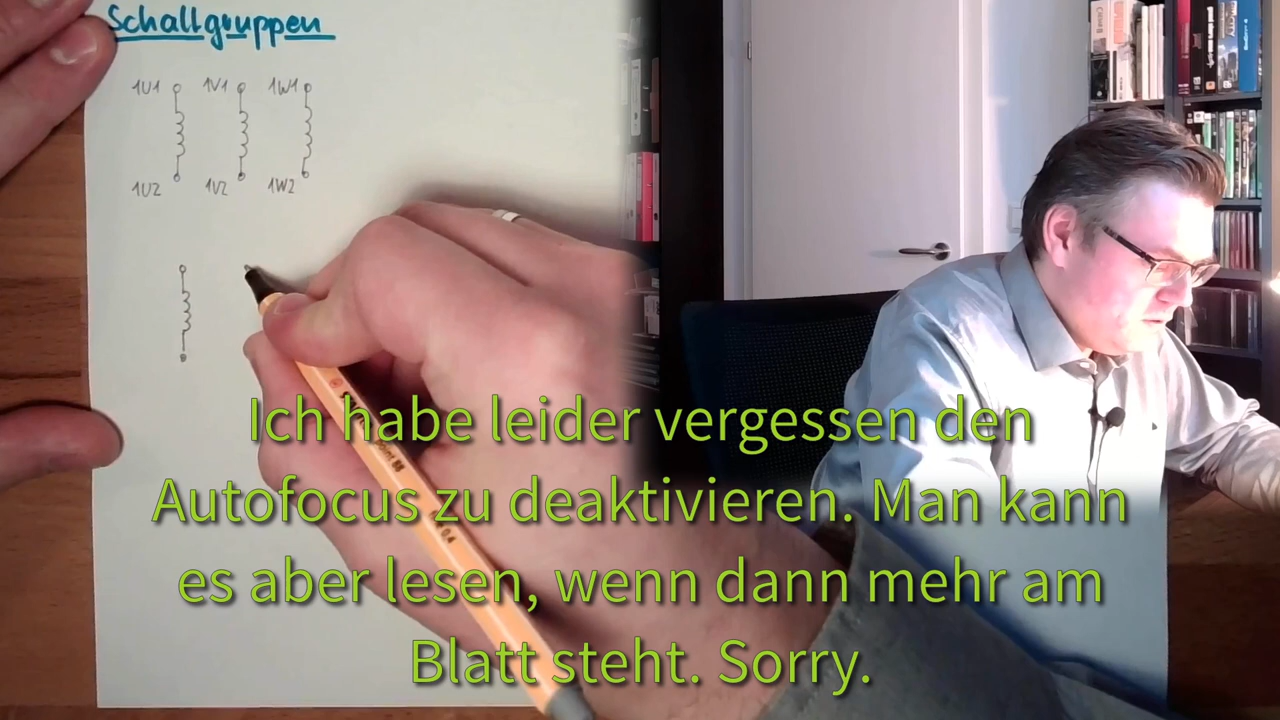 Schaltgruppen
1U1 1V1 1W1
1U2 1V2 1W2
Ich habe leider vergessen den
Autofocus zu deaktivieren. Man kann
es aber lesen, wenn dann mehr am
Blatt steht. Sorry.